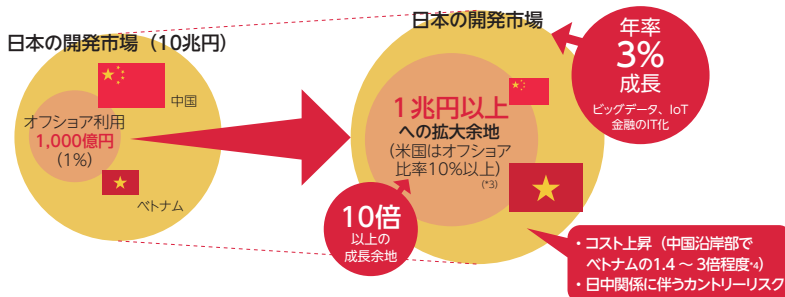 日本の開発市場（10兆円）
中国
オフショア利用
1,000億円
(1%)
ベトナム
日本の開発市場
1兆円以上
への拡大余地
(米国はオフショア
比率10%以上)
(*3)
10倍
以上の
成長余地
年率
3%
成長
ビッグデータ、IoT
金融のIT化
・コスト上昇（中国沿岸部で
ベトナムの1.4 ～ 3倍程度*4）
・日中関係に伴うカントリーリスク